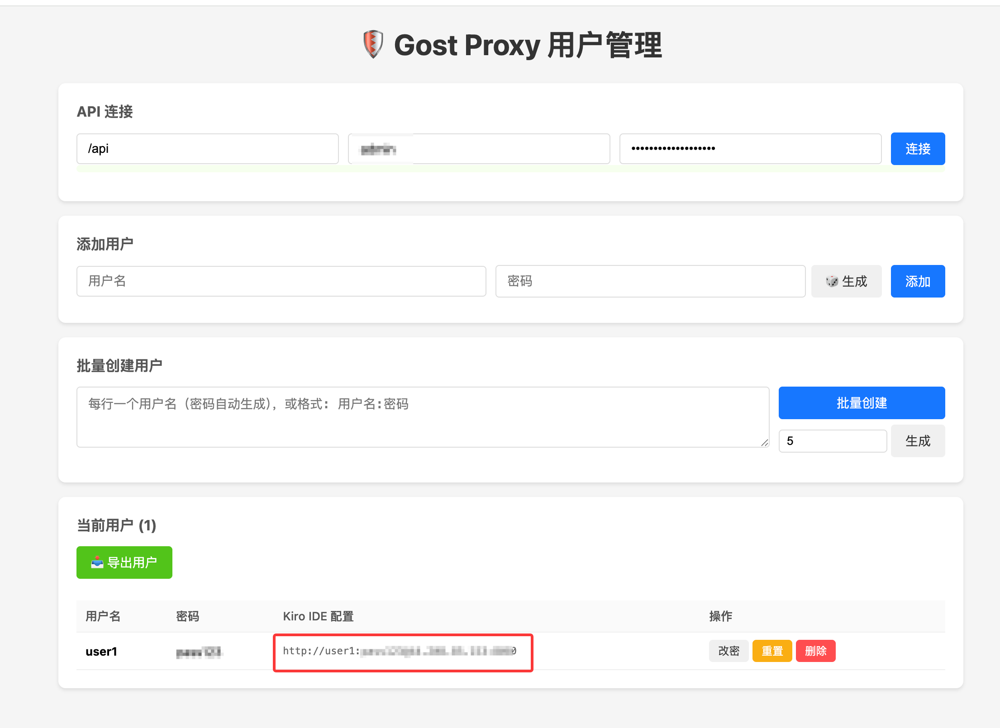 Gost Proxy 用户管理
API 连接
/api
连接
添加用户
用户名
密码
生成
添加
批量创建用户
每行一个用户名（密码自动生成），或格式：用户名:密码
批量创建
5
生成
当前用户 (1)
导出用户
用户名 密码 Kiro IDE 配置 操作
user1 http://user1: 改密 重置 删除